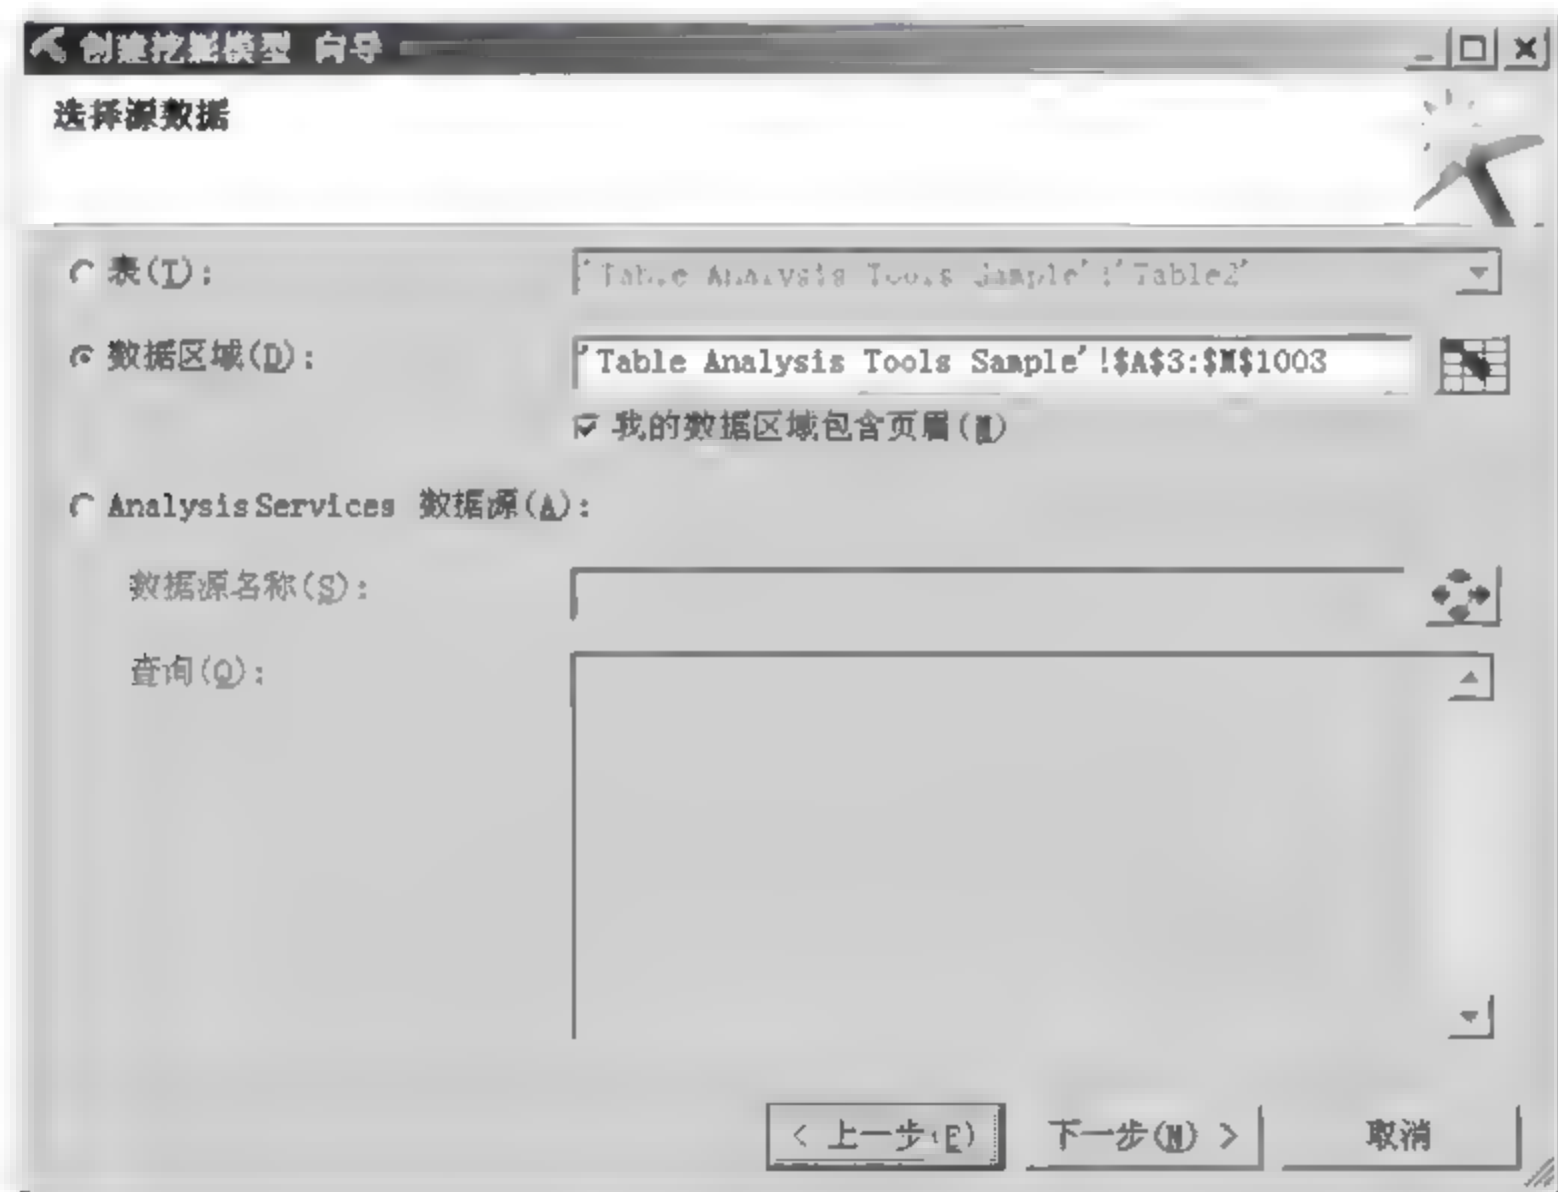 创建挖掘模型 向导
选择源数据
表(T):
'Table Analysis Tools Sample'!'Table2'
数据区域(D):
'Table Analysis Tools Sample'!$A$3:$M$1003
我的数据区域包含页眉(M)
Analysis Services 数据源(A):
数据源名称(S):
查询(Q):
< 上一步(P) 下一步(N) > 取消